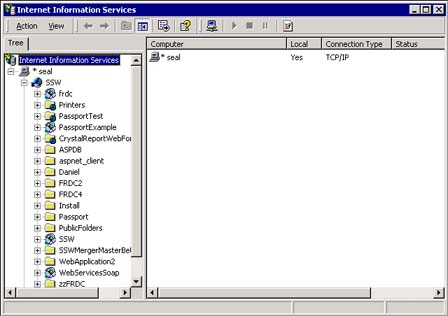 Internet Information Services
Action View
Tree
Internet Information Services
* seal
SSW
frdc
Printers
PassportTest
PassportExample
CrystalReportWebFor
ASPDB
aspnet_client
Daniel
FRDC2
FRDC4
Install
Passport
PublicFolders
SSW
SSWMergerMasterBe
WebApplication2
WebServicesSoap
zzFRDC
Computer Local Connection Type Status
* seal Yes TCP/IP